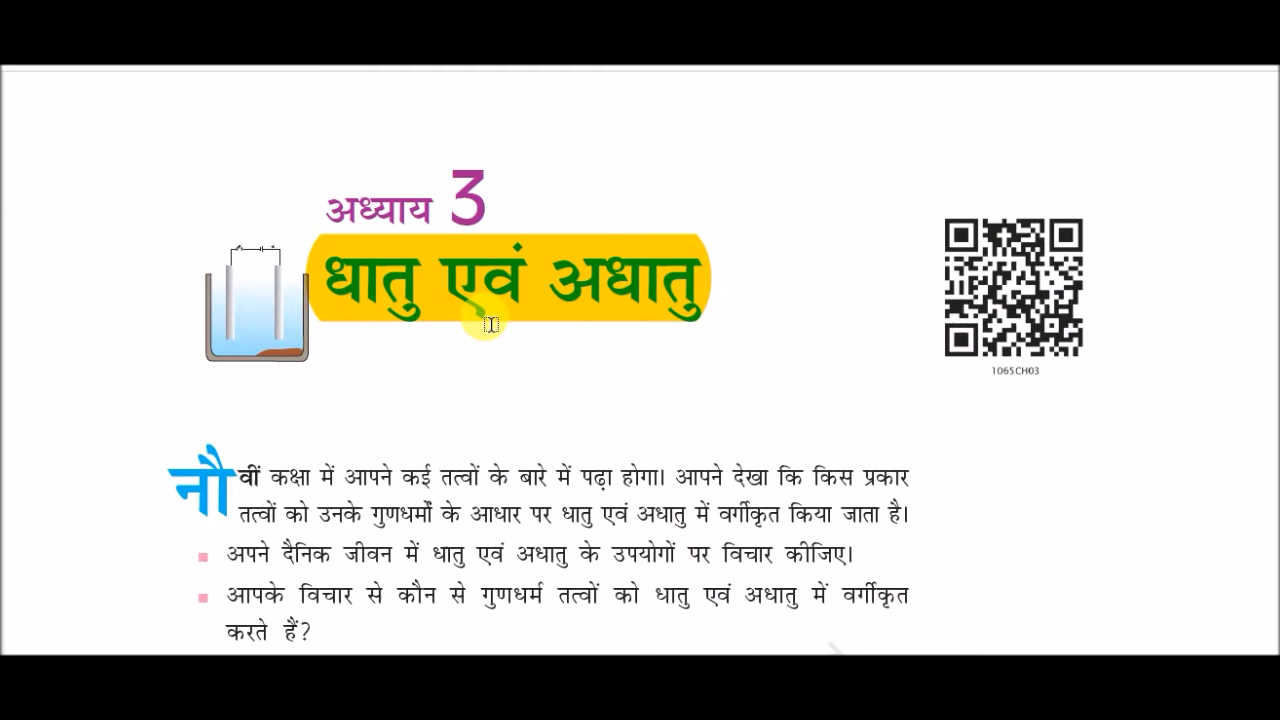 अध्याय 3
धातु एवं अधातु
1065CH03
नौवीं कक्षा में आपने कई तत्वों के बारे में पढ़ा होगा। आपने देखा कि किस प्रकार
तत्वों को उनके गुणधर्मों के आधार पर धातु एवं अधातु में वर्गीकृत किया जाता है।
▪ अपने दैनिक जीवन में धातु एवं अधातु के उपयोगों पर विचार कीजिए।
▪ आपके विचार से कौन से गुणधर्म तत्वों को धातु एवं अधातु में वर्गीकृत
करते हैं?